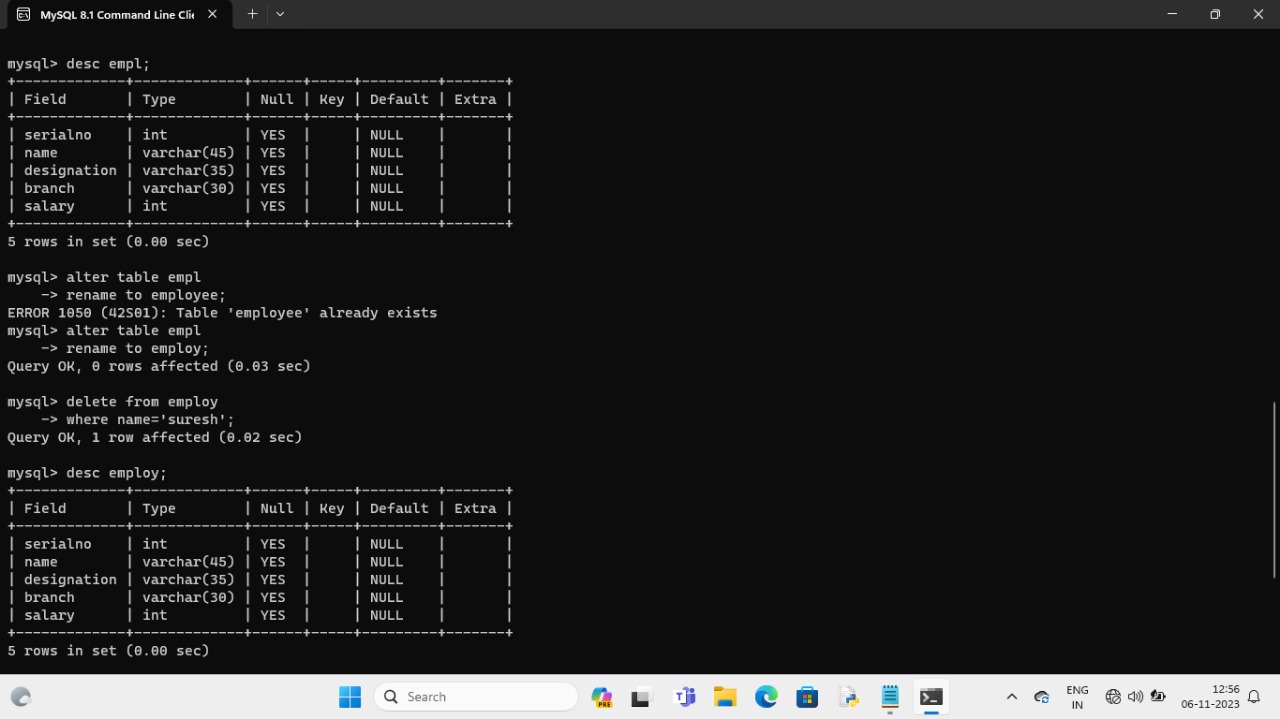 MySQL 8.1 Command Line Clie
mysql> desc empl;
+-------------+-------------+------+-----+---------+-------+
| Field       | Type        | Null | Key | Default | Extra |
+-------------+-------------+------+-----+---------+-------+
| serialno    | int         | YES  |     | NULL    |       |
| name        | varchar(45) | YES  |     | NULL    |       |
| designation | varchar(35) | YES  |     | NULL    |       |
| branch      | varchar(30) | YES  |     | NULL    |       |
| salary      | int         | YES  |     | NULL    |       |
+-------------+-------------+------+-----+---------+-------+
5 rows in set (0.00 sec)
mysql> alter table empl
    -> rename to employee;
ERROR 1050 (42S01): Table 'employee' already exists
mysql> alter table empl
    -> rename to employ;
Query OK, 0 rows affected (0.03 sec)
mysql> delete from employ
    -> where name='suresh';
Query OK, 1 row affected (0.02 sec)
mysql> desc employ;
+-------------+-------------+------+-----+---------+-------+
| Field       | Type        | Null | Key | Default | Extra |
+-------------+-------------+------+-----+---------+-------+
| serialno    | int         | YES  |     | NULL    |       |
| name        | varchar(45) | YES  |     | NULL    |       |
| designation | varchar(35) | YES  |     | NULL    |       |
| branch      | varchar(30) | YES  |     | NULL    |       |
| salary      | int         | YES  |     | NULL    |       |
+-------------+-------------+------+-----+---------+-------+
5 rows in set (0.00 sec)
Search
PRE
ENG
IN
12:56
06-11-2023